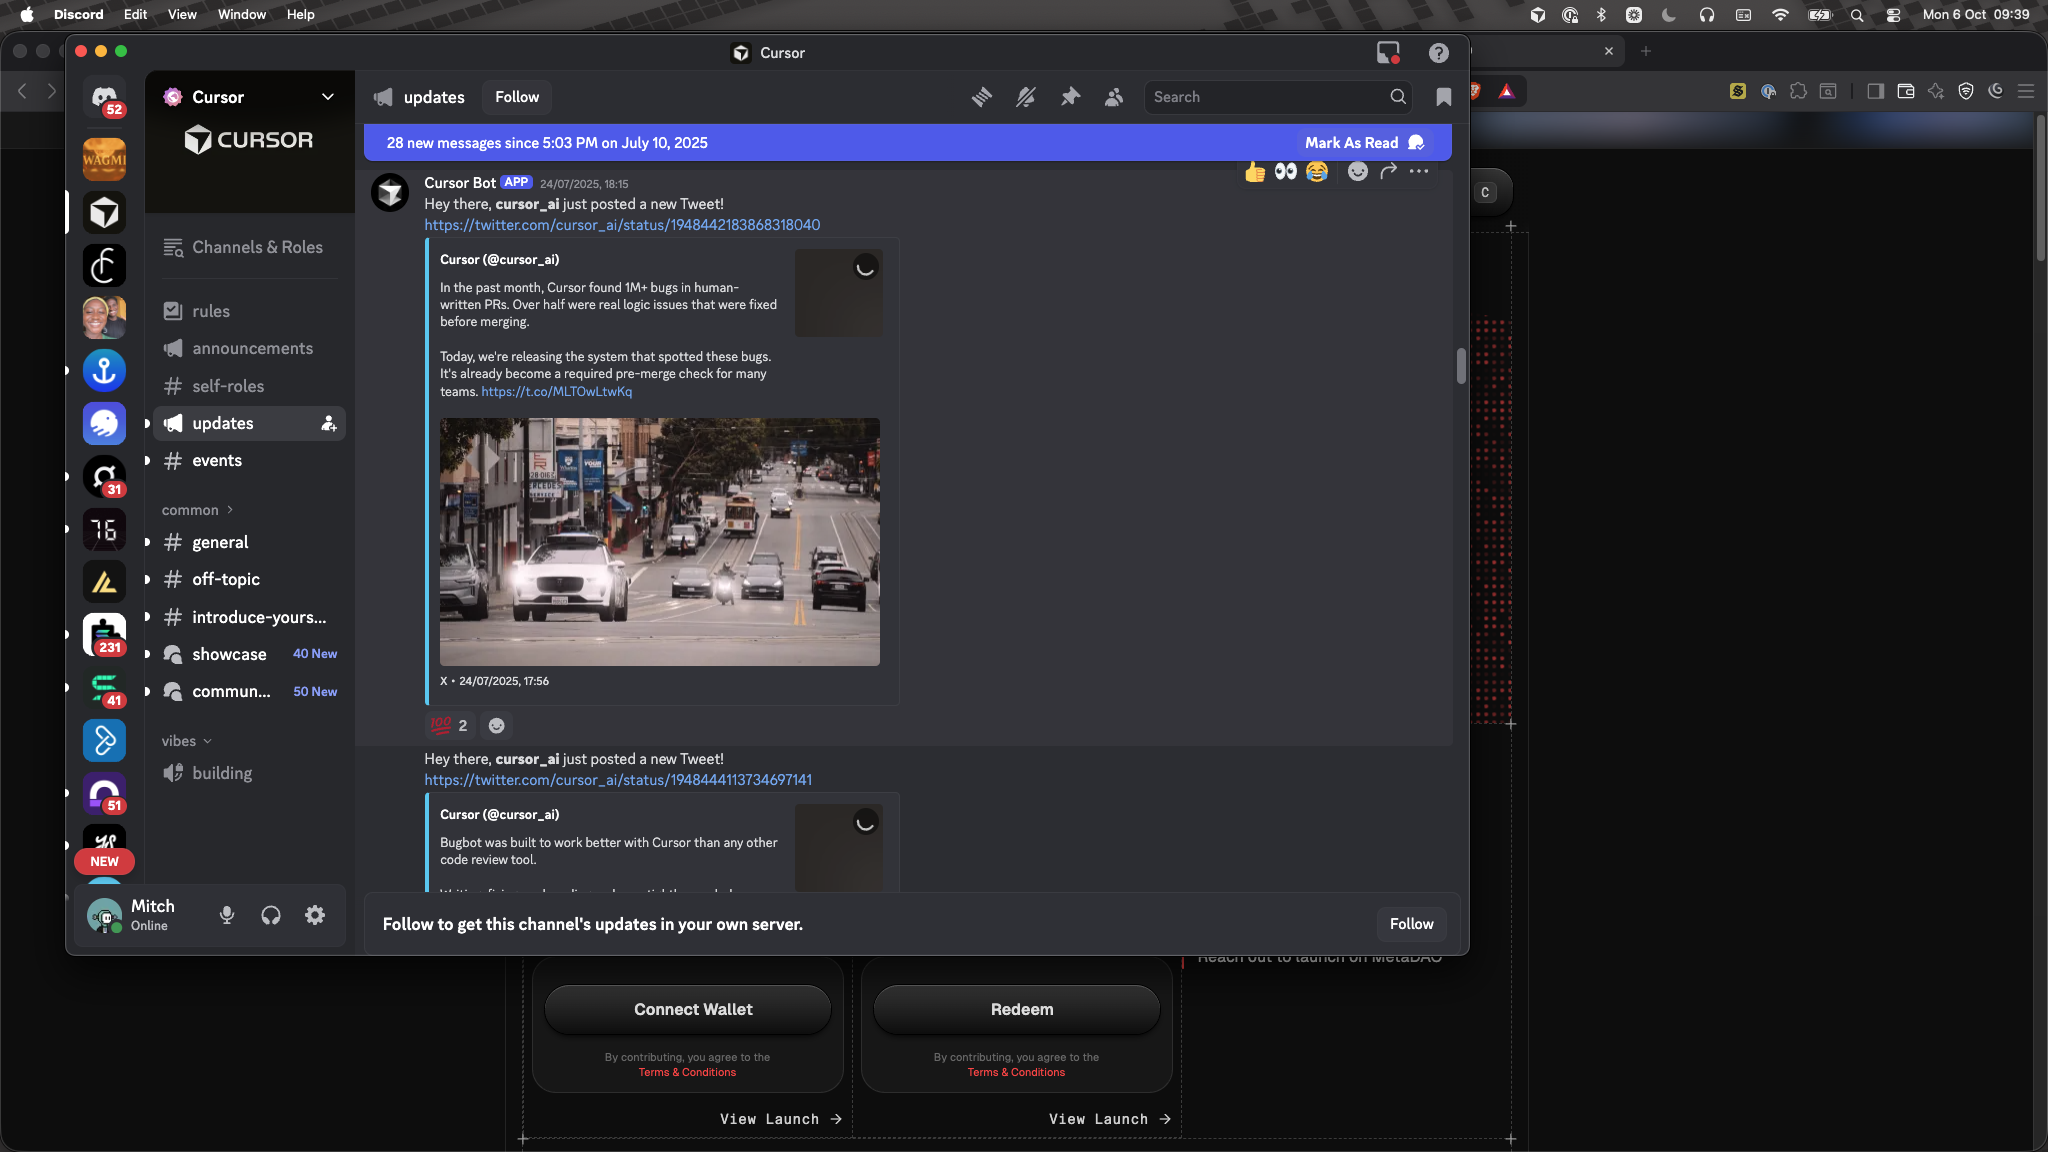 Discord Edit View Window Help
Mon 6 Oct 09:39
Cursor
52
WAGMI
31
76
231
41
51
NEW
Cursor
CURSOR
Channels & Roles
rules
announcements
self-roles
updates
events
common
general
off-topic
introduce-yours...
showcase 40 New
commun... 50 New
vibes
building
Mitch
Online
updates Follow
Search
28 new messages since 5:03 PM on July 10, 2025 Mark As Read
Cursor Bot APP 24/07/2025, 18:15
Hey there, cursor_ai just posted a new Tweet!
https://twitter.com/cursor_ai/status/1948442183868318040
Cursor (@cursor_ai)
In the past month, Cursor found 1M+ bugs in human-
written PRs. Over half were real logic issues that were fixed
before merging.
Today, we're releasing the system that spotted these bugs.
It's already become a required pre-merge check for many
teams. https://t.co/MLTOwLtwKq
X • 24/07/2025, 17:56
100 2
Hey there, cursor_ai just posted a new Tweet!
https://twitter.com/cursor_ai/status/1948444113734697141
Cursor (@cursor_ai)
Bugbot was built to work better with Cursor than any other
code review tool.
Follow to get this channel's updates in your own server. Follow
C
Reach out to launch on MetaDAO
Connect Wallet
By contributing, you agree to the
Terms & Conditions
View Launch →
Redeem
By contributing, you agree to the
Terms & Conditions
View Launch →